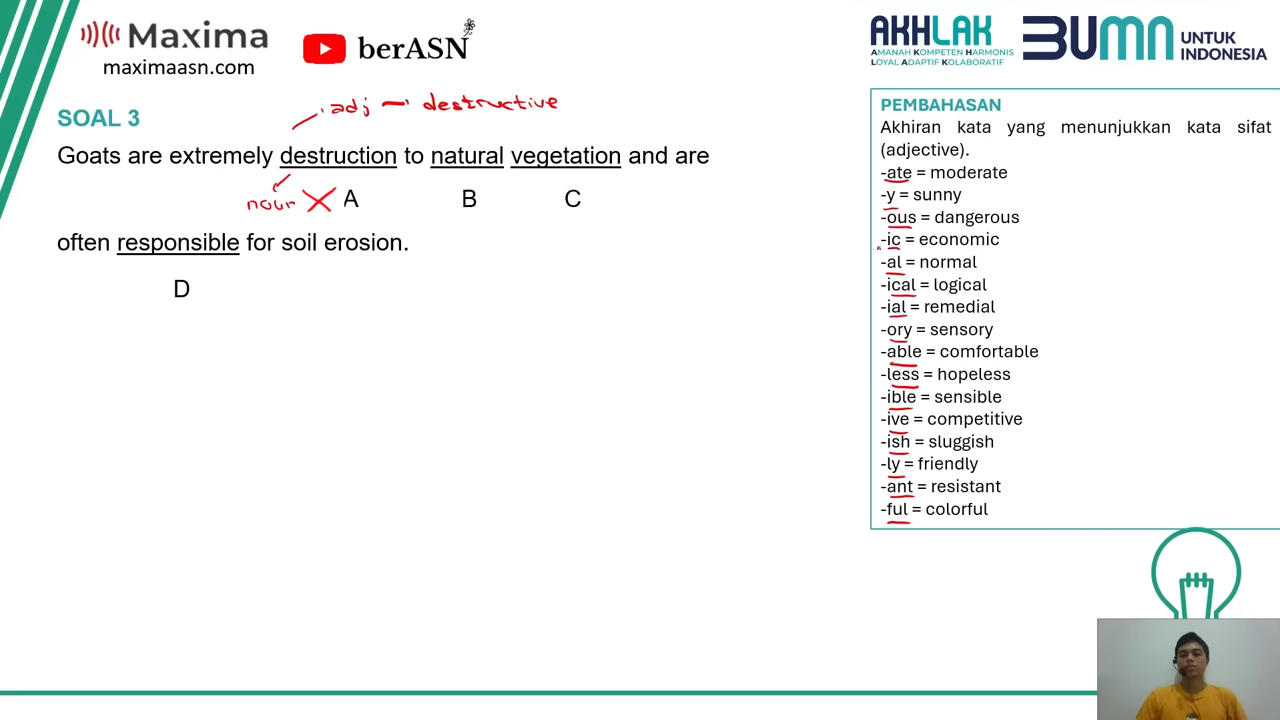 Maxima
maximaasn.com
berASN
AKHLAK
AMANAH KOMPETEN HARMONIS
LOYAL ADAPTIF KOLABORATIF
BUMN UNTUK
INDONESIA
SOAL 3
adj → destructive
Goats are extremely destruction to natural vegetation and are
noun A B C
often responsible for soil erosion.
D
PEMBAHASAN
Akhiran kata yang menunjukkan kata sifat
(adjective).
-ate = moderate
-y = sunny
-ous = dangerous
-ic = economic
-al = normal
-ical = logical
-ial = remedial
-ory = sensory
-able = comfortable
-less = hopeless
-ible = sensible
-ive = competitive
-ish = sluggish
-ly = friendly
-ant = resistant
-ful = colorful